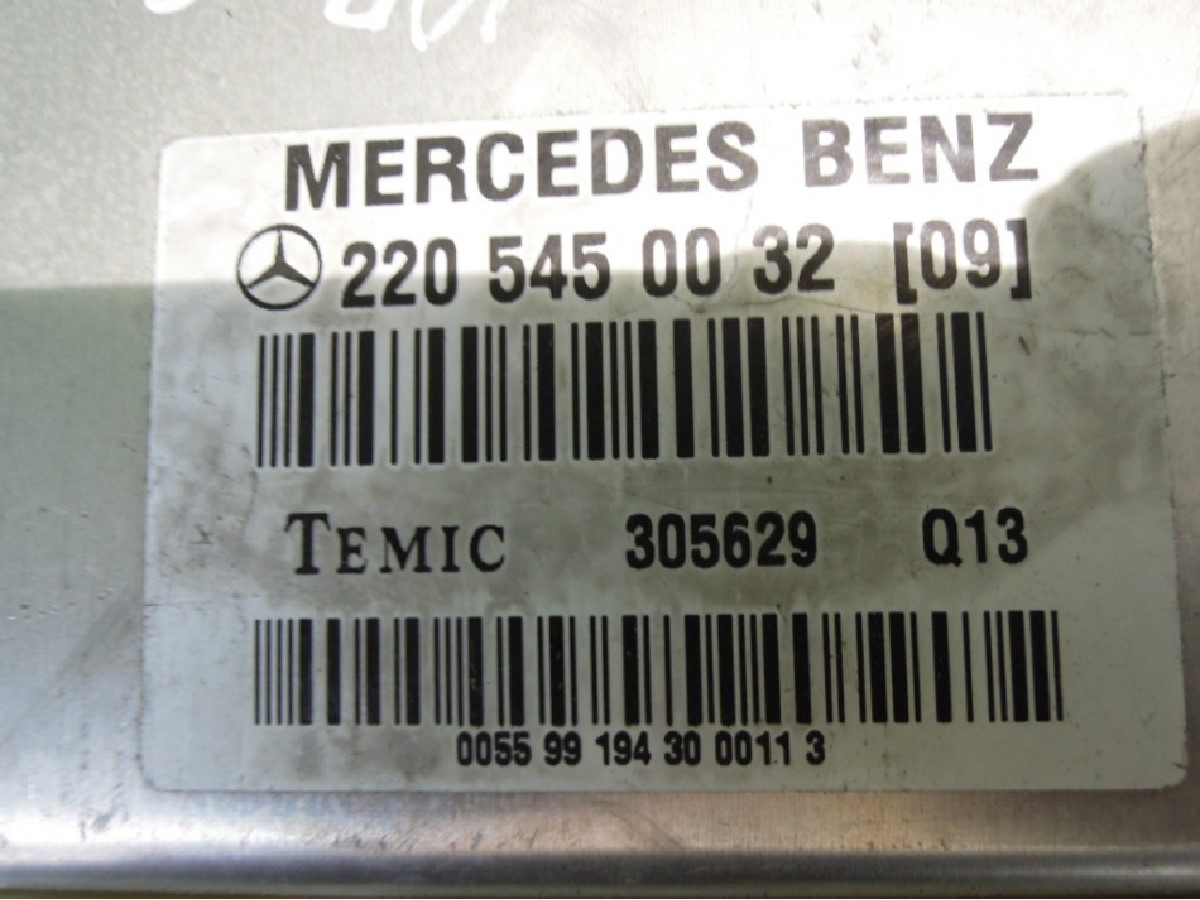 MERCEDES BENZ
220 545 00 32 [09]
TEMIC 305629 Q13
0055 99 194 30 0011 3